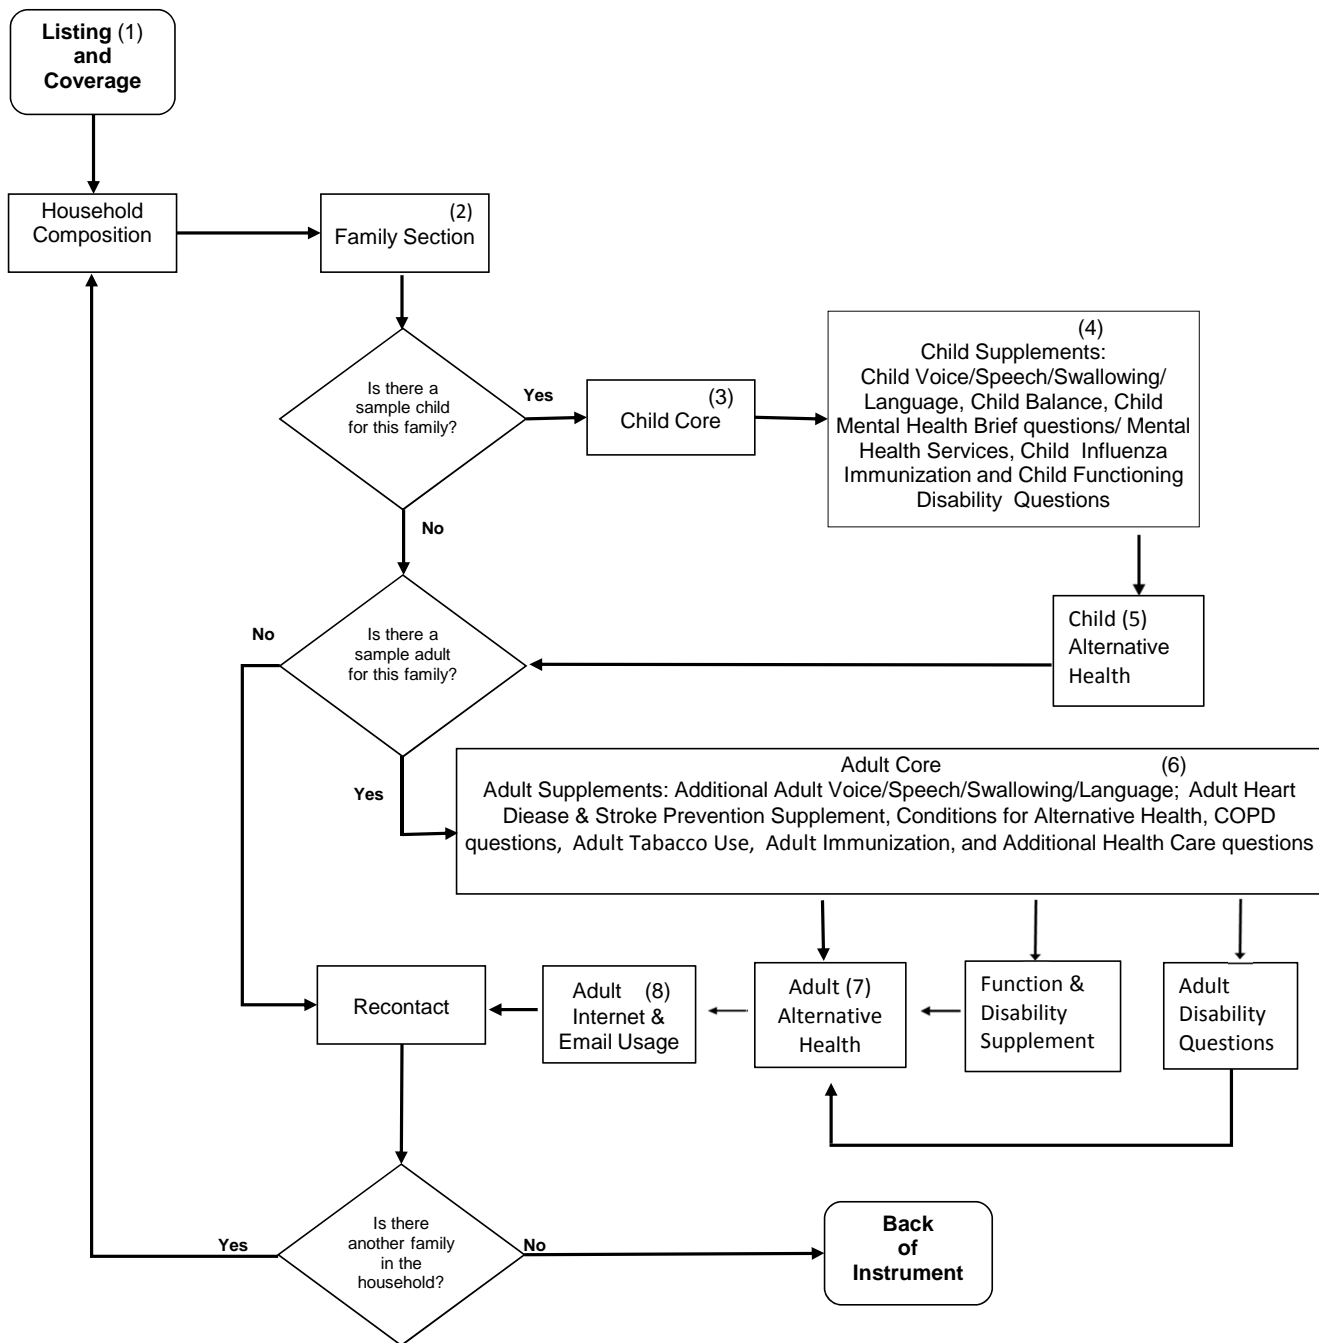 Listing (1)
and
Coverage
Household
Composition
(2)
Family Section
Is there a
sample child
for this family?
Yes
(3)
Child Core
(4)
Child Supplements:
Child Voice/Speech/Swallowing/
Language, Child Balance, Child
Mental Health Brief questions/ Mental
Health Services, Child Influenza
Immunization and Child Functioning
Disability Questions
No
No
Is there a
sample adult
for this family?
Child (5)
Alternative
Health
Yes
Adult Core (6)
Adult Supplements: Additional Adult Voice/Speech/Swallowing/Language; Adult Heart
Diease & Stroke Prevention Supplement, Conditions for Alternative Health, COPD
questions, Adult Tabacco Use, Adult Immunization, and Additional Health Care questions
Recontact
Adult (8)
Internet &
Email Usage
Adult (7)
Alternative
Health
Function &
Disability
Supplement
Adult
Disability
Questions
Is there
another family
in the
household?
Yes
No
Back
of
Instrument